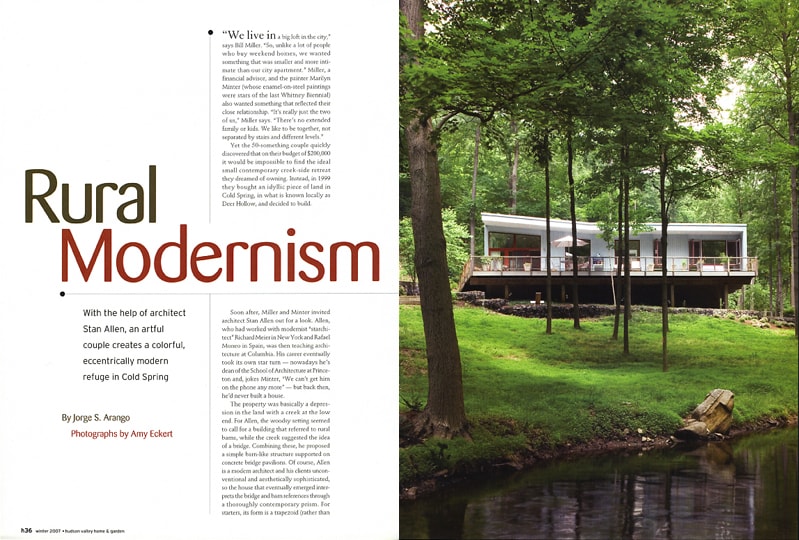 Rural
Modernism
With the help of architect
Stan Allen, an artful
couple creates a colorful,
eccentrically modern
refuge in Cold Spring
By Jorge S. Arango
Photographs by Amy Eckert
“We live in a big loft in the city,”
says Bill Miller. “So, unlike a lot of people
who buy weekend homes, we wanted
something that was smaller and more inti-
mate than our city apartment.” Miller, a
financial advisor, and the painter Marilyn
Minter (whose enamel-on-steel paintings
were stars of the last Whitney Biennial)
also wanted something that reflected their
close relationship. “It’s really just the two
of us,” Miller says. “There’s no extended
family or kids. We like to be together, not
separated by stairs and different levels.”
Yet the 50-something couple quickly
discovered that on their budget of $200,000
it would be impossible to find the ideal
small contemporary creek-side retreat
they dreamed of owning. Instead, in 1999
they bought an idyllic piece of land in
Cold Spring, in what is known locally as
Deer Hollow, and decided to build.
Soon after, Miller and Minter invited
architect Stan Allen out for a look. Allen,
who had worked with modernist “starchi-
tect” Richard Meier in New York and Rafael
Moneo in Spain, was then teaching archi-
tecture at Columbia. His career eventually
took its own star turn — nowadays he’s
dean of the School of Architecture at Prince-
ton and, jokes Minter, “We can’t get him
on the phone any more” — but back then,
he’d never built a house.
The property was basically a depres-
sion in the land with a creek at the low
end. For Allen, the woodsy setting seemed
to call for a building that referred to rural
barns, while the creek suggested the idea
of a bridge. Combining these, he proposed
a simple barn-like structure supported on
concrete bridge pavilions. Of course, Allen
is a modern architect and his clients uncon-
ventional and aesthetically sophisticated,
so the house that eventually emerged inter-
prets the bridge and barn references through
a thoroughly contemporary prism. For
starters, its form is a trapezoid (rather than
h36 winter 2007 • hudson valley home & garden